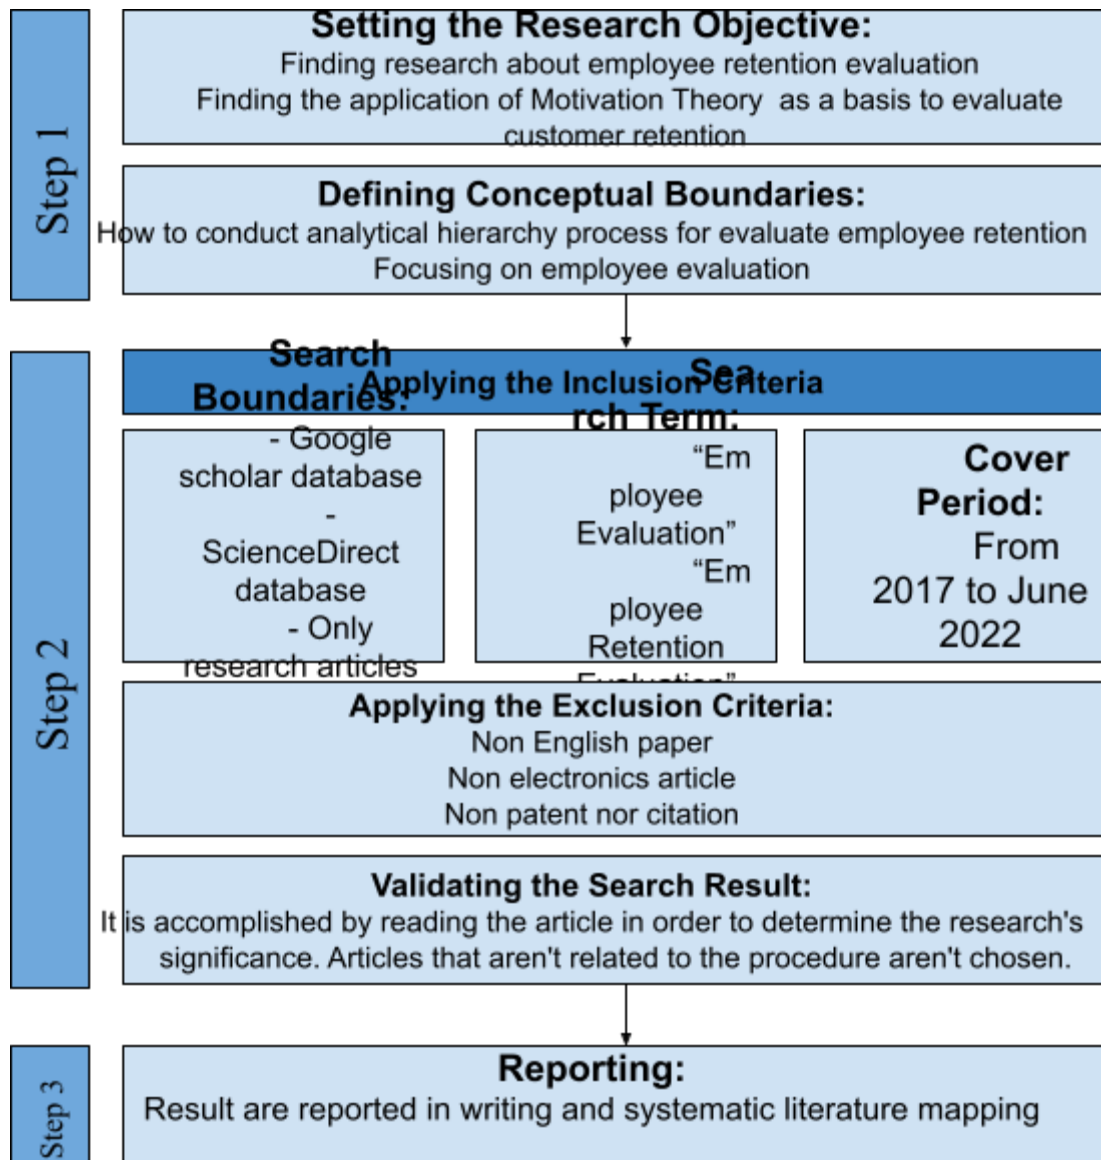 Step 1
Setting the Research Objective:
Finding research about employee retention evaluation
Finding the application of Motivation Theory as a basis to evaluate
customer retention
Defining Conceptual Boundaries:
How to conduct analytical hierarchy process for evaluate employee retention
Focusing on employee evaluation
Step 2
Applying the Inclusion Criteria
Search
Boundaries:
- Google
scholar database
-
ScienceDirect
database
- Only
research articles
Sea
rch Term:
“Em
ployee
Evaluation”
“Em
ployee
Retention
Evaluation”
Cover
Period:
From
2017 to June
2022
Applying the Exclusion Criteria:
Non English paper
Non electronics article
Non patent nor citation
Validating the Search Result:
It is accomplished by reading the article in order to determine the research's
significance. Articles that aren't related to the procedure aren't chosen.
Step 3
Reporting:
Result are reported in writing and systematic literature mapping